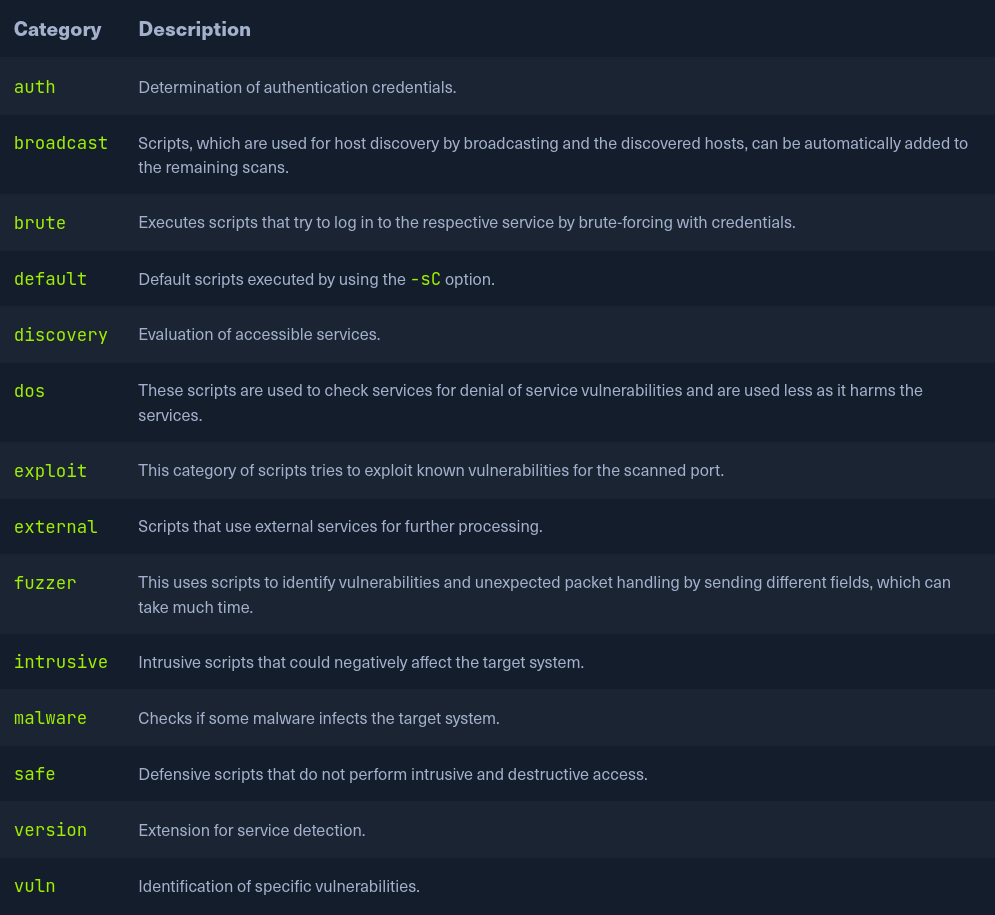 Category Description
auth Determination of authentication credentials.
broadcast Scripts, which are used for host discovery by broadcasting and the discovered hosts, can be automatically added to
the remaining scans.
brute Executes scripts that try to log in to the respective service by brute-forcing with credentials.
default Default scripts executed by using the -sC option.
discovery Evaluation of accessible services.
dos These scripts are used to check services for denial of service vulnerabilities and are used less as it harms the
services.
exploit This category of scripts tries to exploit known vulnerabilities for the scanned port.
external Scripts that use external services for further processing.
fuzzer This uses scripts to identify vulnerabilities and unexpected packet handling by sending different fields, which can
take much time.
intrusive Intrusive scripts that could negatively affect the target system.
malware Checks if some malware infects the target system.
safe Defensive scripts that do not perform intrusive and destructive access.
version Extension for service detection.
vuln Identification of specific vulnerabilities.